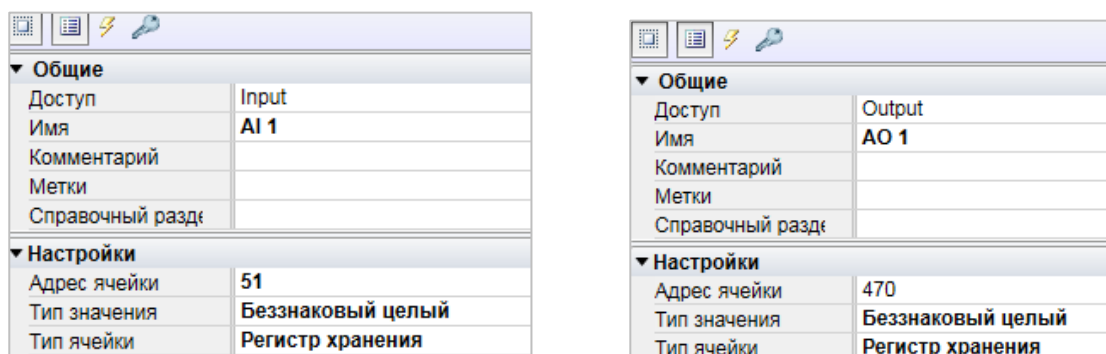 Общие
Доступ Input
Имя AI 1
Комментарий
Метки
Справочный разде
Настройки
Адрес ячейки 51
Тип значения Беззнаковый целый
Тип ячейки Регистр хранения
Общие
Доступ Output
Имя AO 1
Комментарий
Метки
Справочный разде
Настройки
Адрес ячейки 470
Тип значения Беззнаковый целый
Тип ячейки Регистр хранения